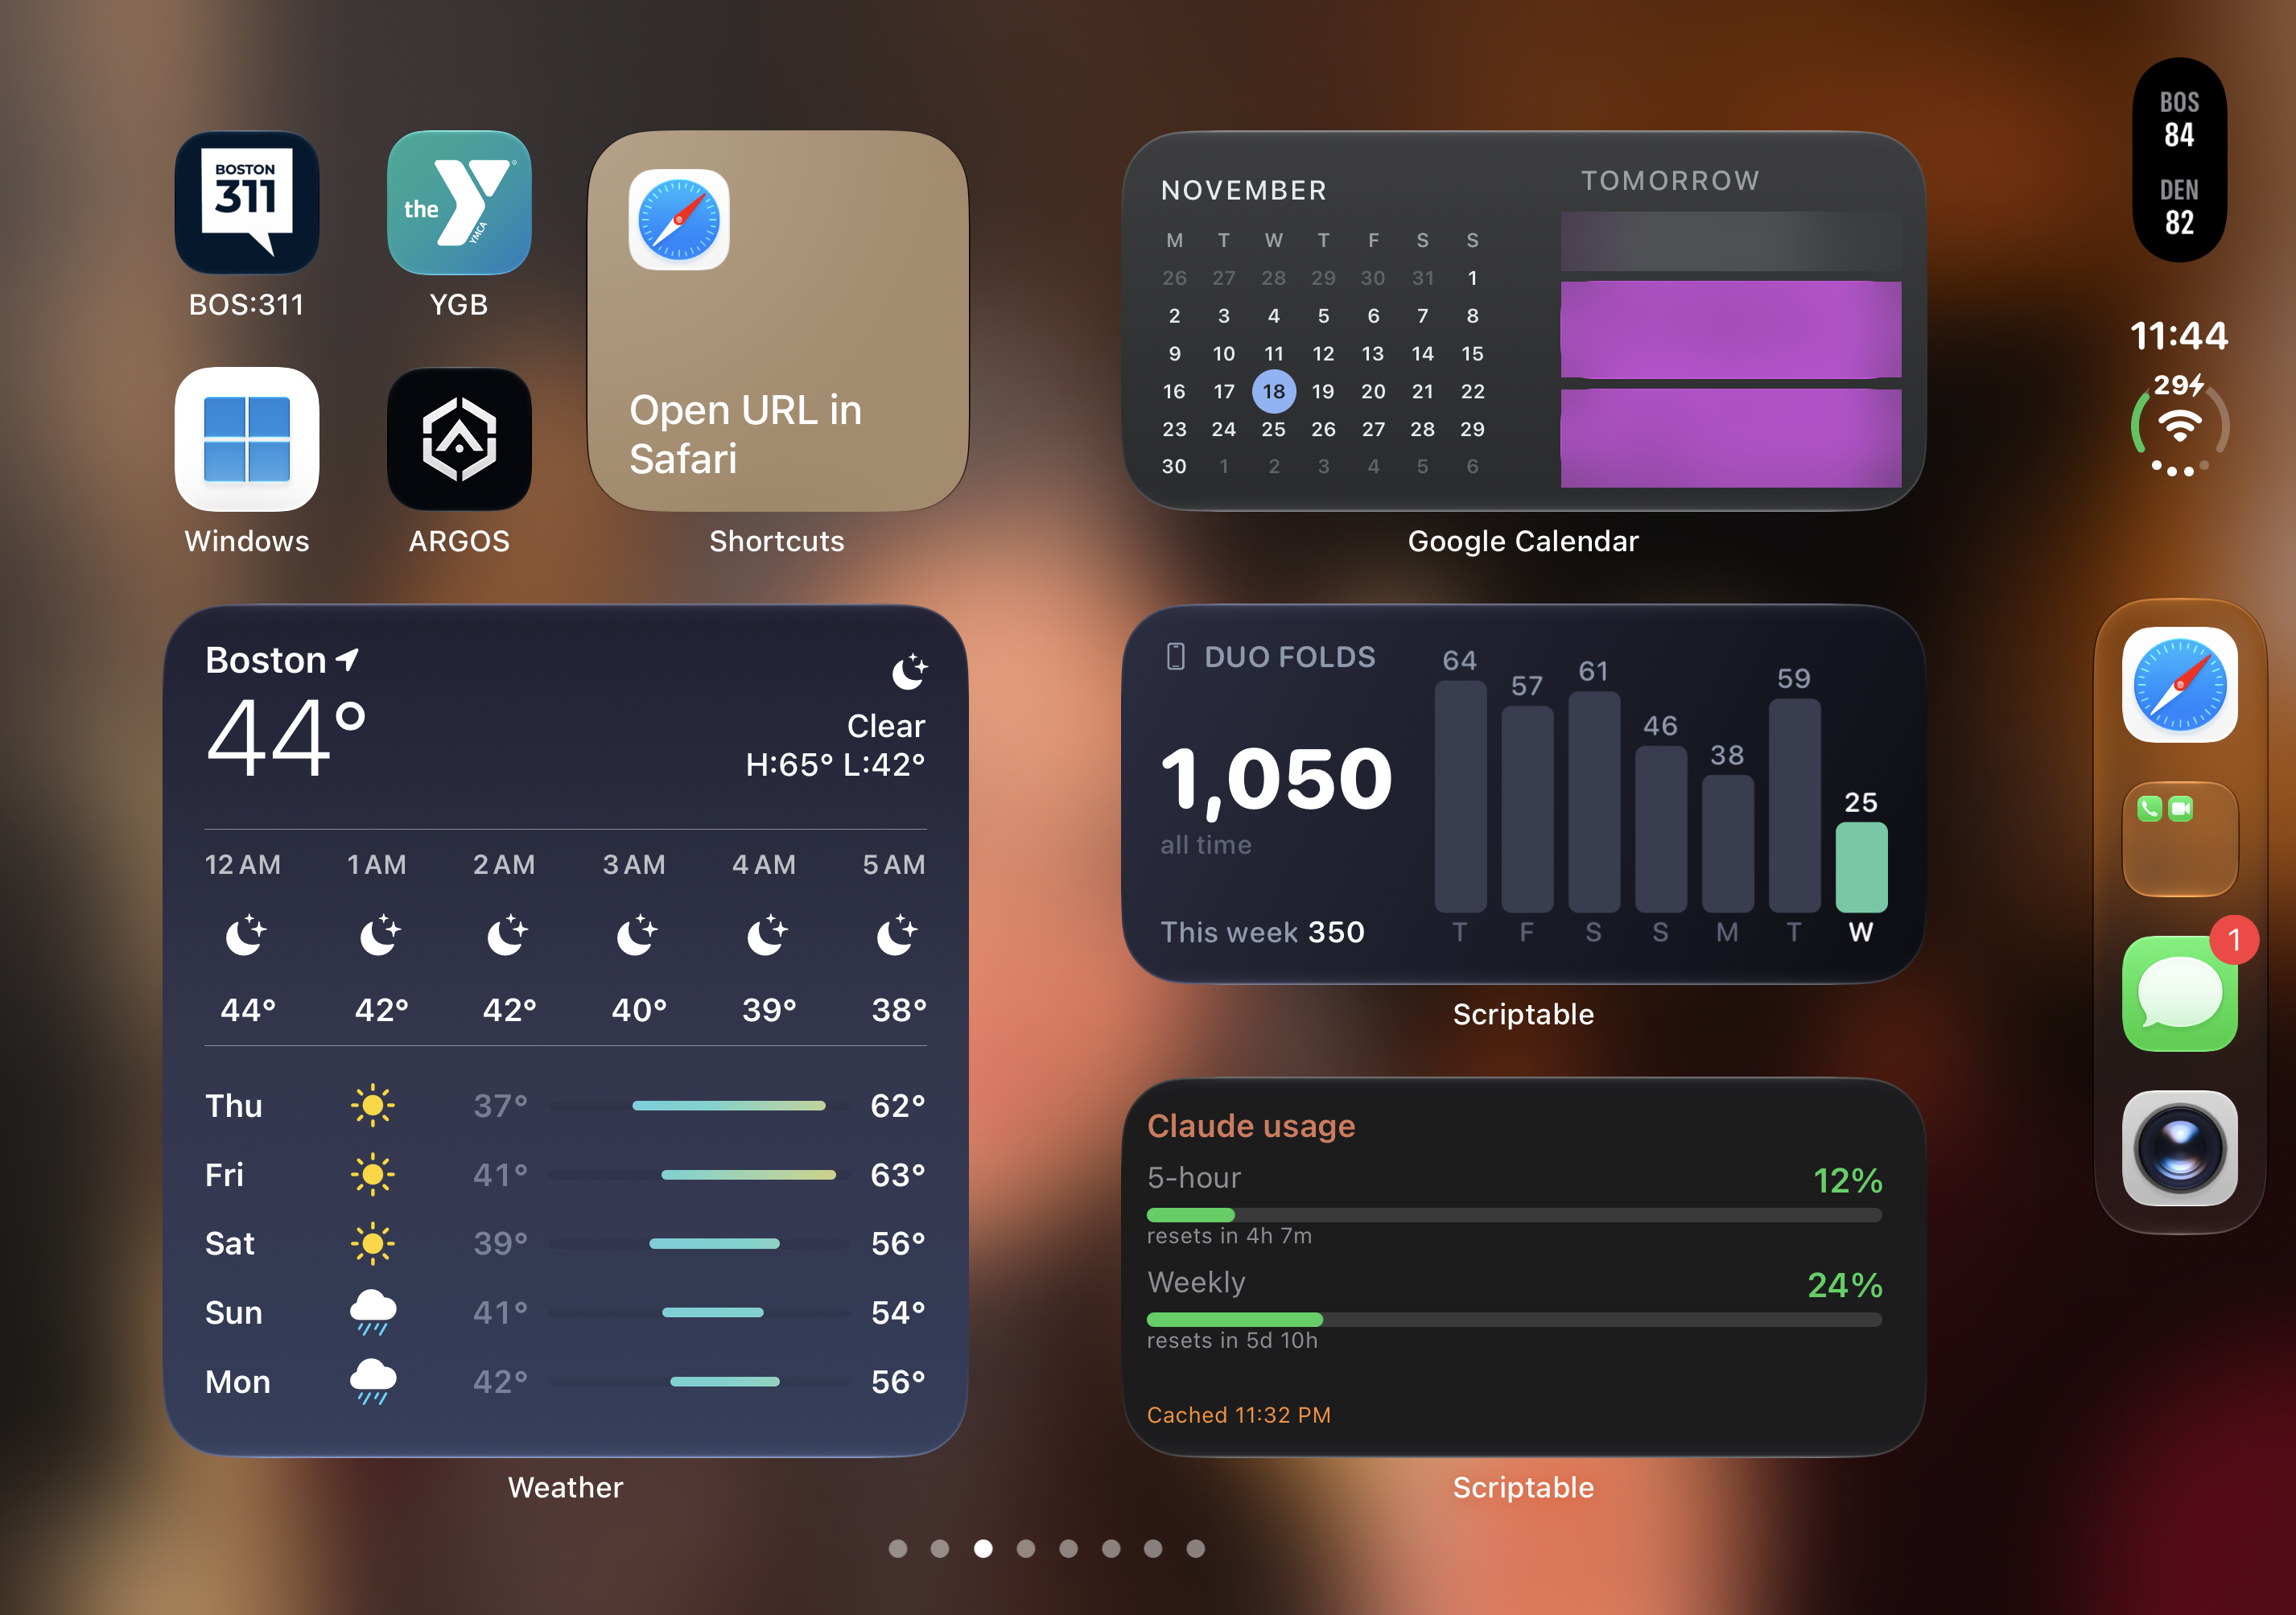 BOSTON
311
BOS:311
the
YMCA
YGB
Windows
ARGOS
Open URL in
Safari
Shortcuts
NOVEMBER
M T W T F S S
26 27 28 29 30 31 1
2 3 4 5 6 7 8
9 10 11 12 13 14 15
16 17 18 19 20 21 22
23 24 25 26 27 28 29
30 1 2 3 4 5 6
TOMORROW
Google Calendar
BOS
84
DEN
82
11:44
29
Boston
44°
Clear
H:65° L:42°
12 AM 1 AM 2 AM 3 AM 4 AM 5 AM
44° 42° 42° 40° 39° 38°
Thu 37° 62°
Fri 41° 63°
Sat 39° 56°
Sun 41° 54°
Mon 42° 56°
Weather
DUO FOLDS
1,050
all time
This week 350
64 57 61 46 38 59 25
T F S S M T W
Scriptable
Claude usage
5-hour 12%
resets in 4h 7m
Weekly 24%
resets in 5d 10h
Cached 11:32 PM
Scriptable
1